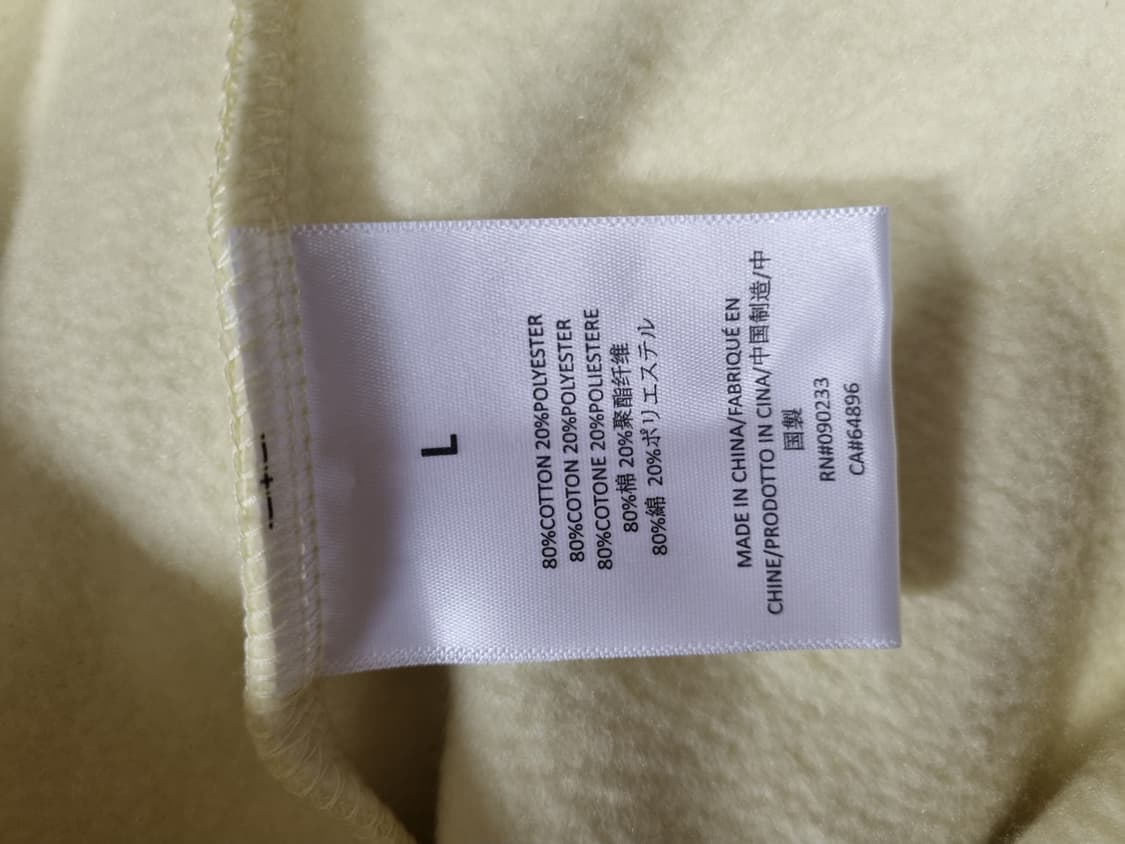 L
80%COTTON 20%POLYESTER
80%COTON 20%POLYESTER
80%COTONE 20%POLIESTERE
80%棉 20%聚酯纤维
80%綿 20%ポリエステル
MADE IN CHINA/FABRIQUÉ EN
CHINE/PRODOTTO IN CINA/中国制造/中
国製
RN#090233
CA#64896